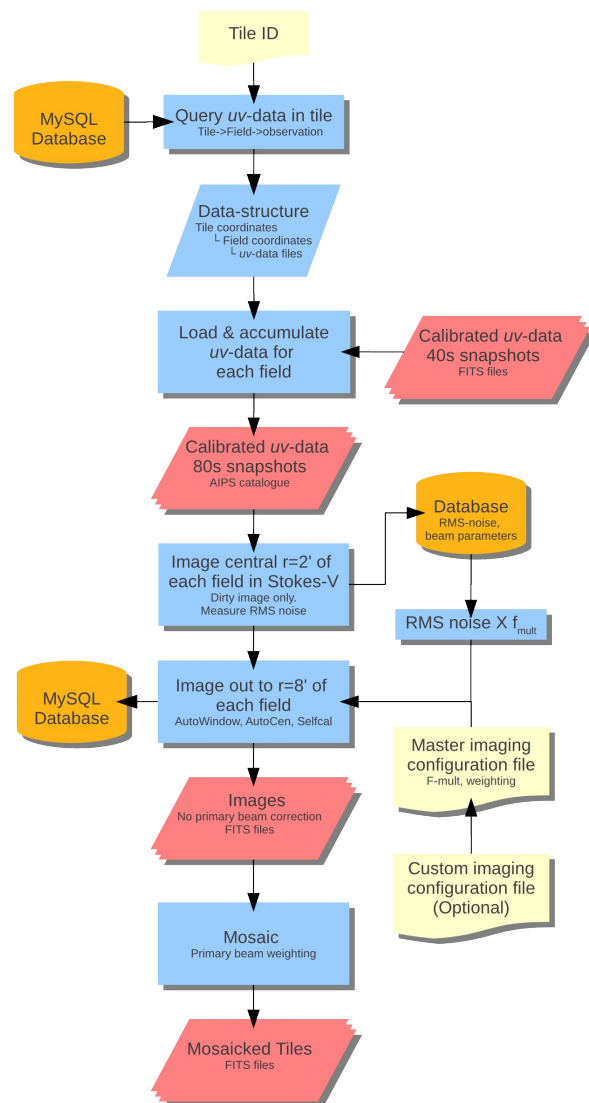 Tile ID
MySQL
Database
Query uv-data in tile
Tile->Field->observation
Data-structure
Tile coordinates
└ Field coordinates
└ uv-data files
Load & accumulate
uv-data for
each field
Calibrated uv-data
40s snapshots
FITS files
Calibrated uv-data
80s snapshots
AIPS catalogue
Database
RMS-noise,
beam parameters
Image central r=2' of
each field in Stokes-V
Dirty image only.
Measure RMS noise
RMS noise X fmult
MySQL
Database
Image out to r=8' of
each field
AutoWindow, AutoCen, Selfcal
Master imaging
configuration file
F-mult, weighting
Images
No primary beam correction
FITS files
Custom imaging
configuration file
(Optional)
Mosaic
Primary beam weighting
Mosaicked Tiles
FITS files